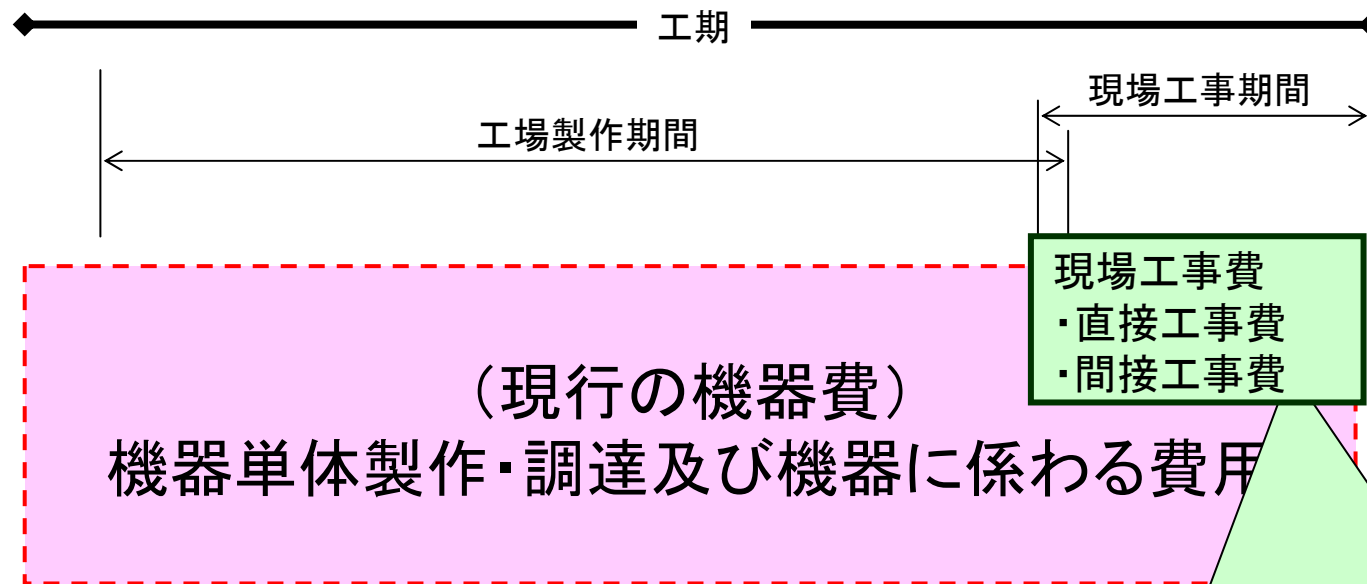 工期
現場工事期間
工場製作期間
現場工事費
・直接工事費
・間接工事費
（現行の機器費）
機器単体製作・調達及び機器に係わる費用